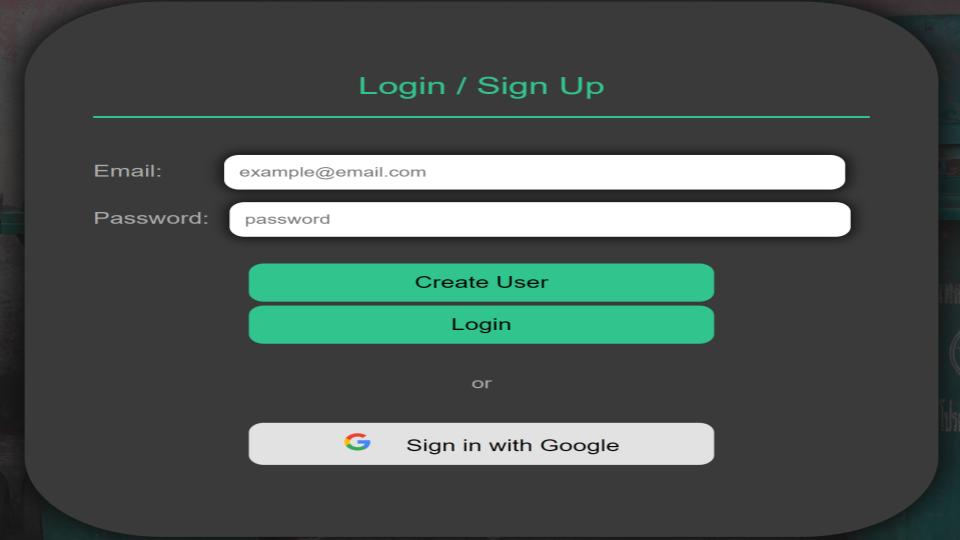 Login / Sign Up
Email: example@email.com
Password: password
Create User
Login
or
Sign in with Google